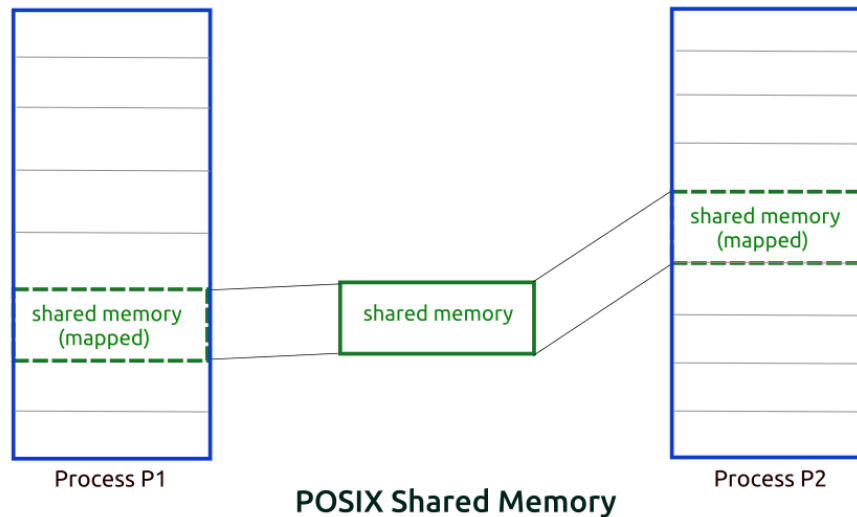 shared memory
(mapped)
shared memory
(mapped)
shared memory
Process P1
Process P2
POSIX Shared Memory